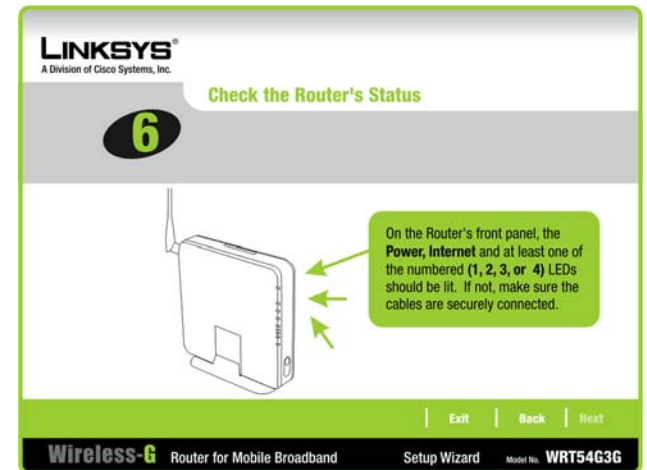 LINKSYS®
A Division of Cisco Systems, Inc.
Check the Router's Status
6
On the Router's front panel, the
Power, Internet and at least one of
the numbered (1, 2, 3, or 4) LEDs
should be lit. If not, make sure the
cables are securely connected.
Exit Back Next
Wireless-G Router for Mobile Broadband Setup Wizard Model No. WRT54G3G